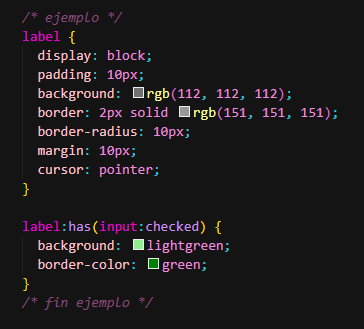 /* ejemplo */
label {
display: block;
padding: 10px;
background: rgb(112, 112, 112);
border: 2px solid rgb(151, 151, 151);
border-radius: 10px;
margin: 10px;
cursor: pointer;
}
label:has(input:checked) {
background: lightgreen;
border-color: green;
}
/* fin ejemplo */